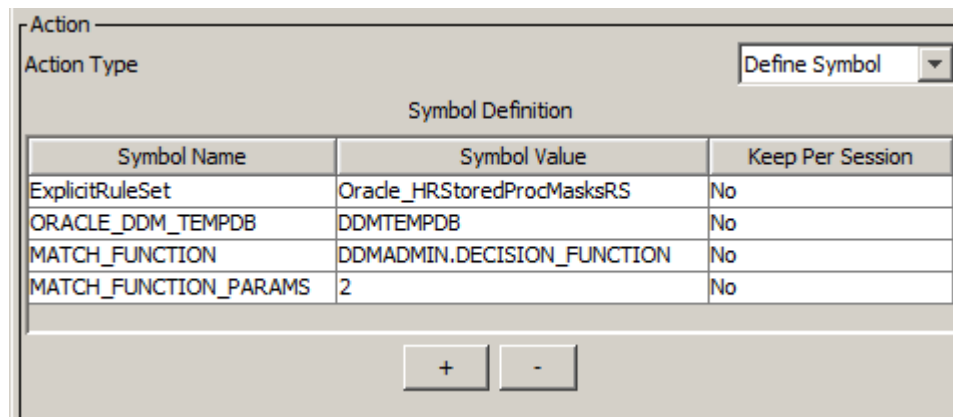 Action
Action Type Define Symbol
Symbol Definition
Symbol Name Symbol Value Keep Per Session
ExplicitRuleSet Oracle_HRStoredProcMasksRS No
ORACLE_DDM_TEMPDB DDMTEMPDB No
MATCH_FUNCTION DDMADMIN.DECISION_FUNCTION No
MATCH_FUNCTION_PARAMS 2 No
+ -